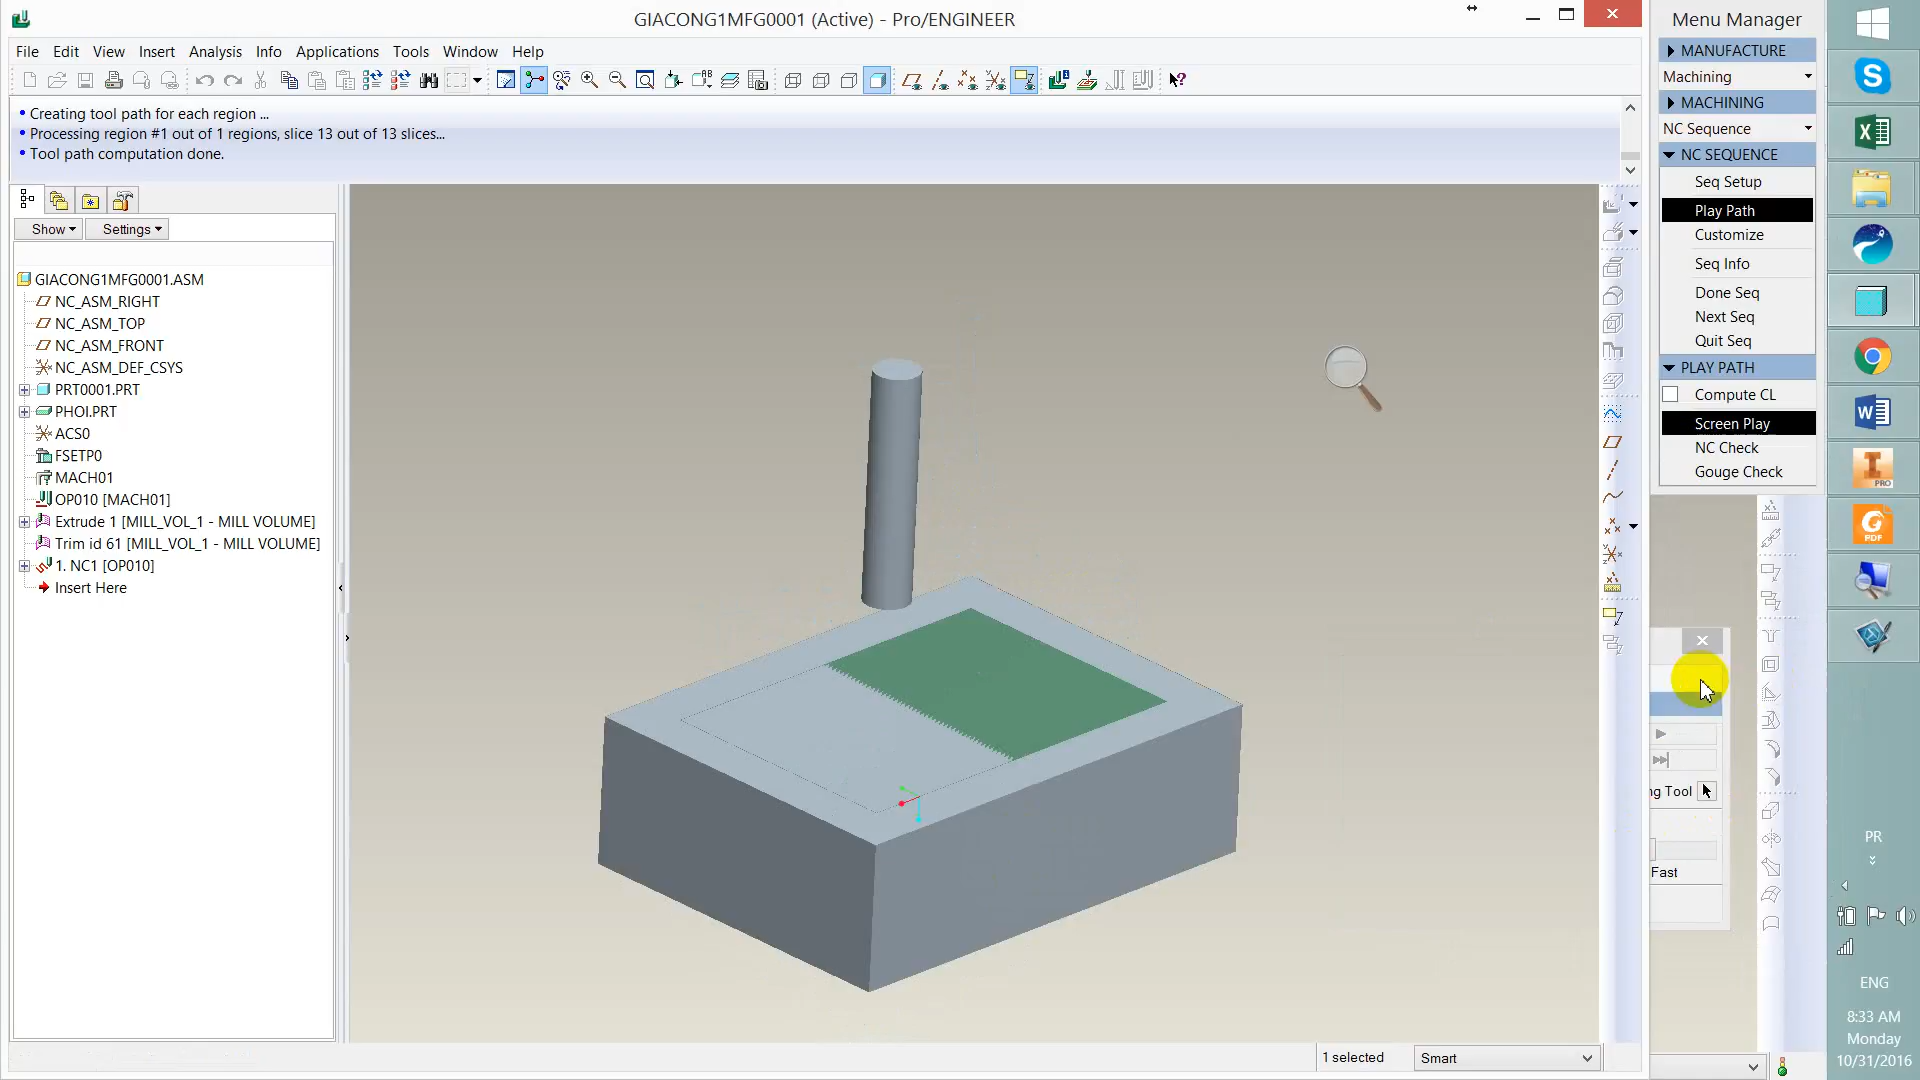 GIACONG1MFG0001 (Active) - Pro/ENGINEER
File Edit View Insert Analysis Info Applications Tools Window Help
• Creating tool path for each region ...
• Processing region #1 out of 1 regions, slice 13 out of 13 slices...
• Tool path computation done.
Show Settings
GIACONG1MFG0001.ASM
NC_ASM_RIGHT
NC_ASM_TOP
NC_ASM_FRONT
NC_ASM_DEF_CSYS
PRT0001.PRT
PHOI.PRT
ACS0
FSETP0
MACH01
OP010 [MACH01]
Extrude 1 [MILL_VOL_1 - MILL VOLUME]
Trim id 61 [MILL_VOL_1 - MILL VOLUME]
1. NC1 [OP010]
Insert Here
1 selected
Smart
Menu Manager
MANUFACTURE
Machining
MACHINING
NC Sequence
NC SEQUENCE
Seq Setup
Play Path
Customize
Seq Info
Done Seq
Next Seq
Quit Seq
PLAY PATH
Compute CL
Screen Play
NC Check
Gouge Check
ng Tool
Fast
PRO
PDF
PR
ENG
8:33 AM
Monday
10/31/2016